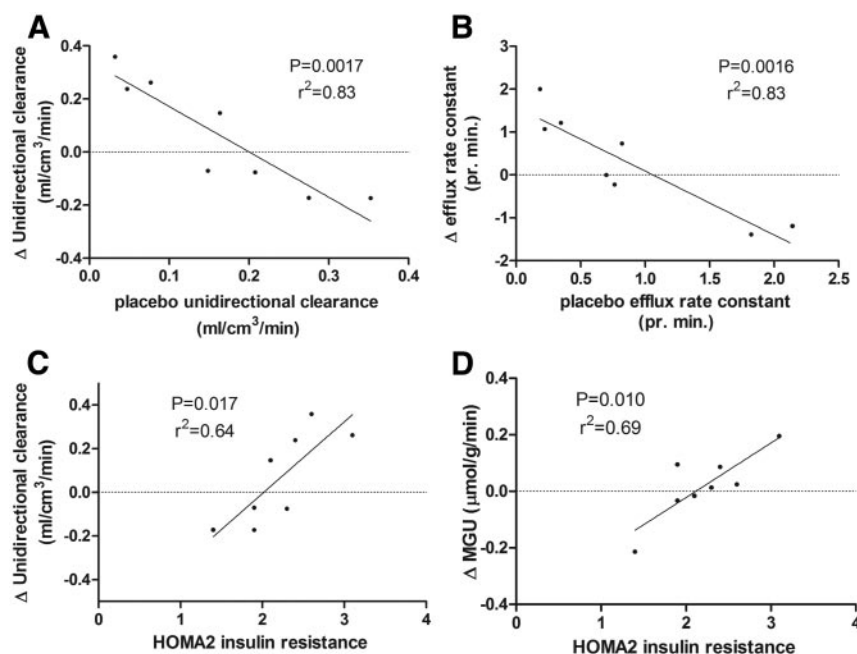 A
Δ Unidirectional clearance
(ml/cm³/min)
0.4
0.2
0.0
-0.2
-0.4
P=0.0017
r²=0.83
0.0
0.1
0.2
0.3
0.4
placebo unidirectional clearance
(ml/cm³/min)
B
Δ efflux rate constant
(pr. min.)
3
2
1
0
-1
-2
P=0.0016
r²=0.83
0.0
0.5
1.0
1.5
2.0
2.5
placebo efflux rate constant
(pr. min.)
C
Δ Unidirectional clearance
(ml/cm³/min)
0.4
0.2
0.0
-0.2
-0.4
P=0.017
r²=0.64
0
1
2
3
4
HOMA2 insulin resistance
D
Δ MGU (μmol/g/min)
0.4
0.2
0.0
-0.2
-0.4
P=0.010
r²=0.69
0
1
2
3
4
HOMA2 insulin resistance